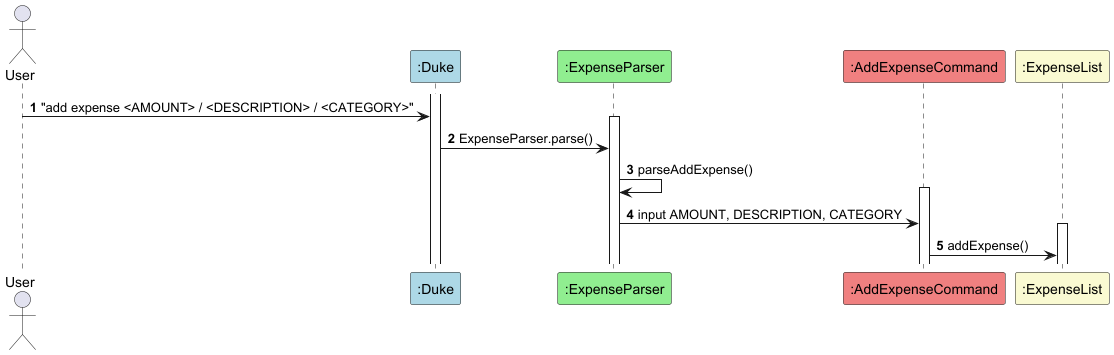 User
:Duke
:ExpenseParser
:AddExpenseCommand
:ExpenseList
1 "add expense <AMOUNT> / <DESCRIPTION> / <CATEGORY>"
2 ExpenseParser.parse()
3 parseAddExpense()
4 input AMOUNT, DESCRIPTION, CATEGORY
5 addExpense()
User
:Duke
:ExpenseParser
:AddExpenseCommand
:ExpenseList